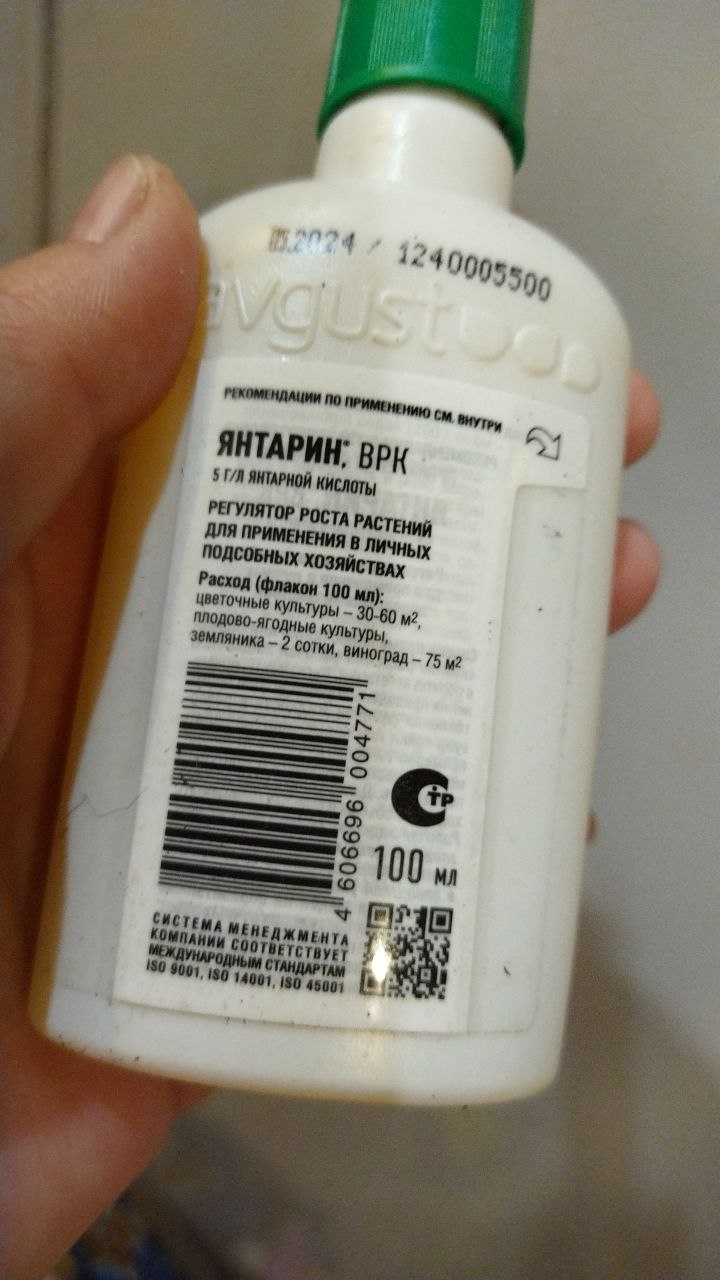 05.2024 / 1240005500
avgust
РЕКОМЕНДАЦИИ ПО ПРИМЕНЕНИЮ СМ. ВНУТРИ
ЯНТАРИН®, ВРК
5 Г/Л ЯНТАРНОЙ КИСЛОТЫ
РЕГУЛЯТОР РОСТА РАСТЕНИЙ
ДЛЯ ПРИМЕНЕНИЯ В ЛИЧНЫХ
ПОДСОБНЫХ ХОЗЯЙСТВАХ
Расход (флакон 100 мл):
цветочные культуры – 30-60 м²,
плодово-ягодные культуры,
земляника – 2 сотки, виноград – 75 м²
4 606696 004771
СТР
100 мл
СИСТЕМА МЕНЕДЖМЕНТА
КОМПАНИИ СООТВЕТСТВУЕТ
МЕЖДУНАРОДНЫМ СТАНДАРТАМ
ISO 9001, ISO 14001, ISO 45001